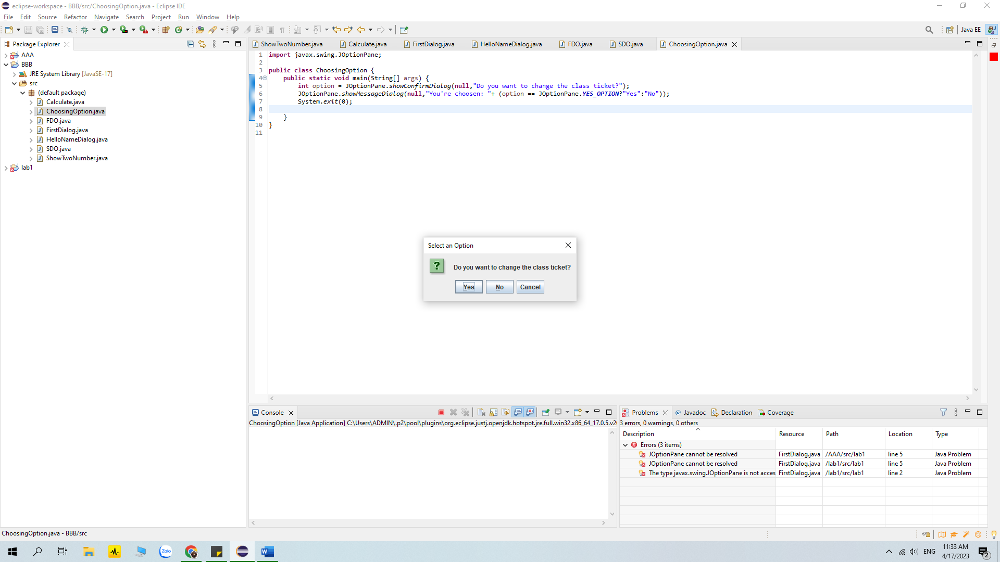 eclipse-workspace - BBB/src/ChoosingOption.java - Eclipse IDE
File Edit Source Refactor Navigate Search Project Run Window Help
Java EE
Package Explorer
ShowTwoNumber.java Calculate.java FirstDialog.java HelloNameDialog.java FDO.java SDO.java ChoosingOption.java
AAA
BBB
JRE System Library [JavaSE-17]
src
(default package)
Calculate.java
ChoosingOption.java
FDO.java
FirstDialog.java
HelloNameDialog.java
SDO.java
ShowTwoNumber.java
lab1
1 import javax.swing.JOptionPane;
2
3 public class ChoosingOption {
4 public static void main(String[] args) {
5 int option = JOptionPane.showConfirmDialog(null,"Do you want to change the class ticket?");
6 JOptionPane.showMessageDialog(null,"You're choosen: "+ (option == JOptionPane.YES_OPTION?"Yes":"No"));
7 System.exit(0);
8
9 }
10 }
11
Select an Option
? Do you want to change the class ticket?
Yes No Cancel
Console
ChoosingOption [Java Application] C:\Users\ADMIN\.p2\pool\plugins\org.eclipse.justj.openjdk.hotspot.jre.full.win32.x86_64_17.0.5.v2
Problems @ Javadoc Declaration Coverage
3 errors, 0 warnings, 0 others
Description Resource Path Location Type
Errors (3 items)
JOptionPane cannot be resolved FirstDialog.java /AAA/src/lab1 line 5 Java Problem
JOptionPane cannot be resolved FirstDialog.java /lab1/src/lab1 line 5 Java Problem
The type javax.swing.JOptionPane is not acces FirstDialog.java /lab1/src/lab1 line 2 Java Problem
ChoosingOption.java - BBB/src
Zalo
W
ENG
11:33 AM
4/17/2023
2